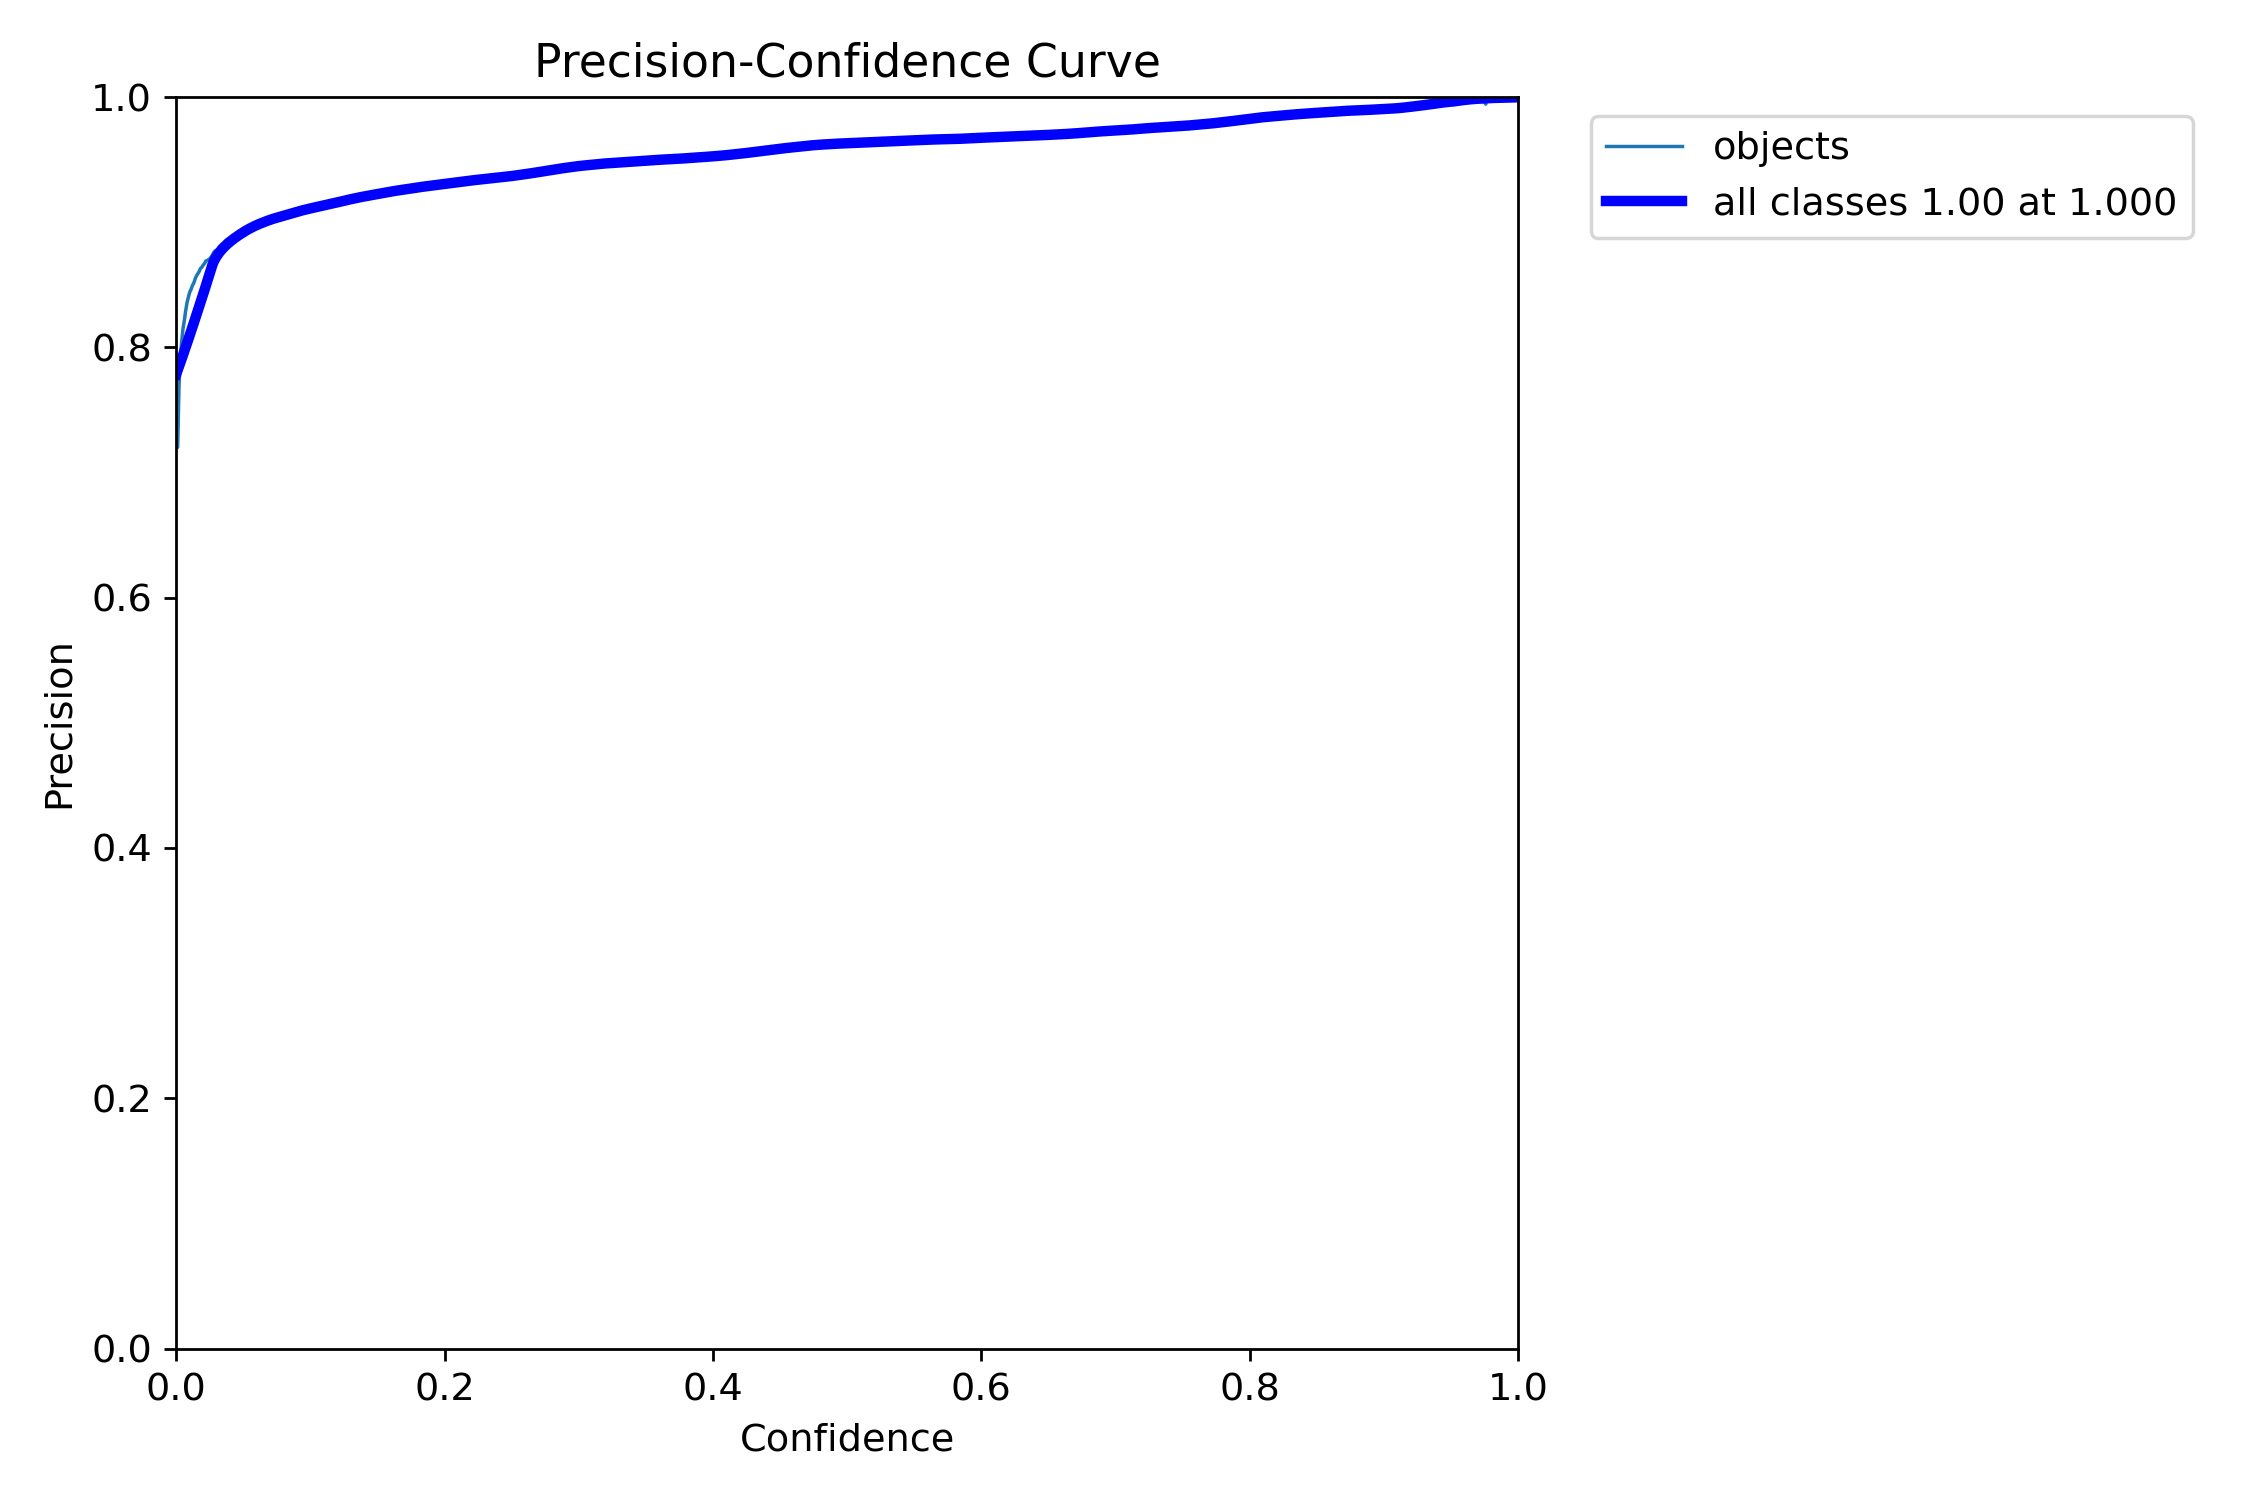 Precision-Confidence Curve
1.0
0.8
0.6
0.4
0.2
0.0
Precision
0.0 0.2 0.4 0.6 0.8 1.0
Confidence
objects
all classes 1.00 at 1.000